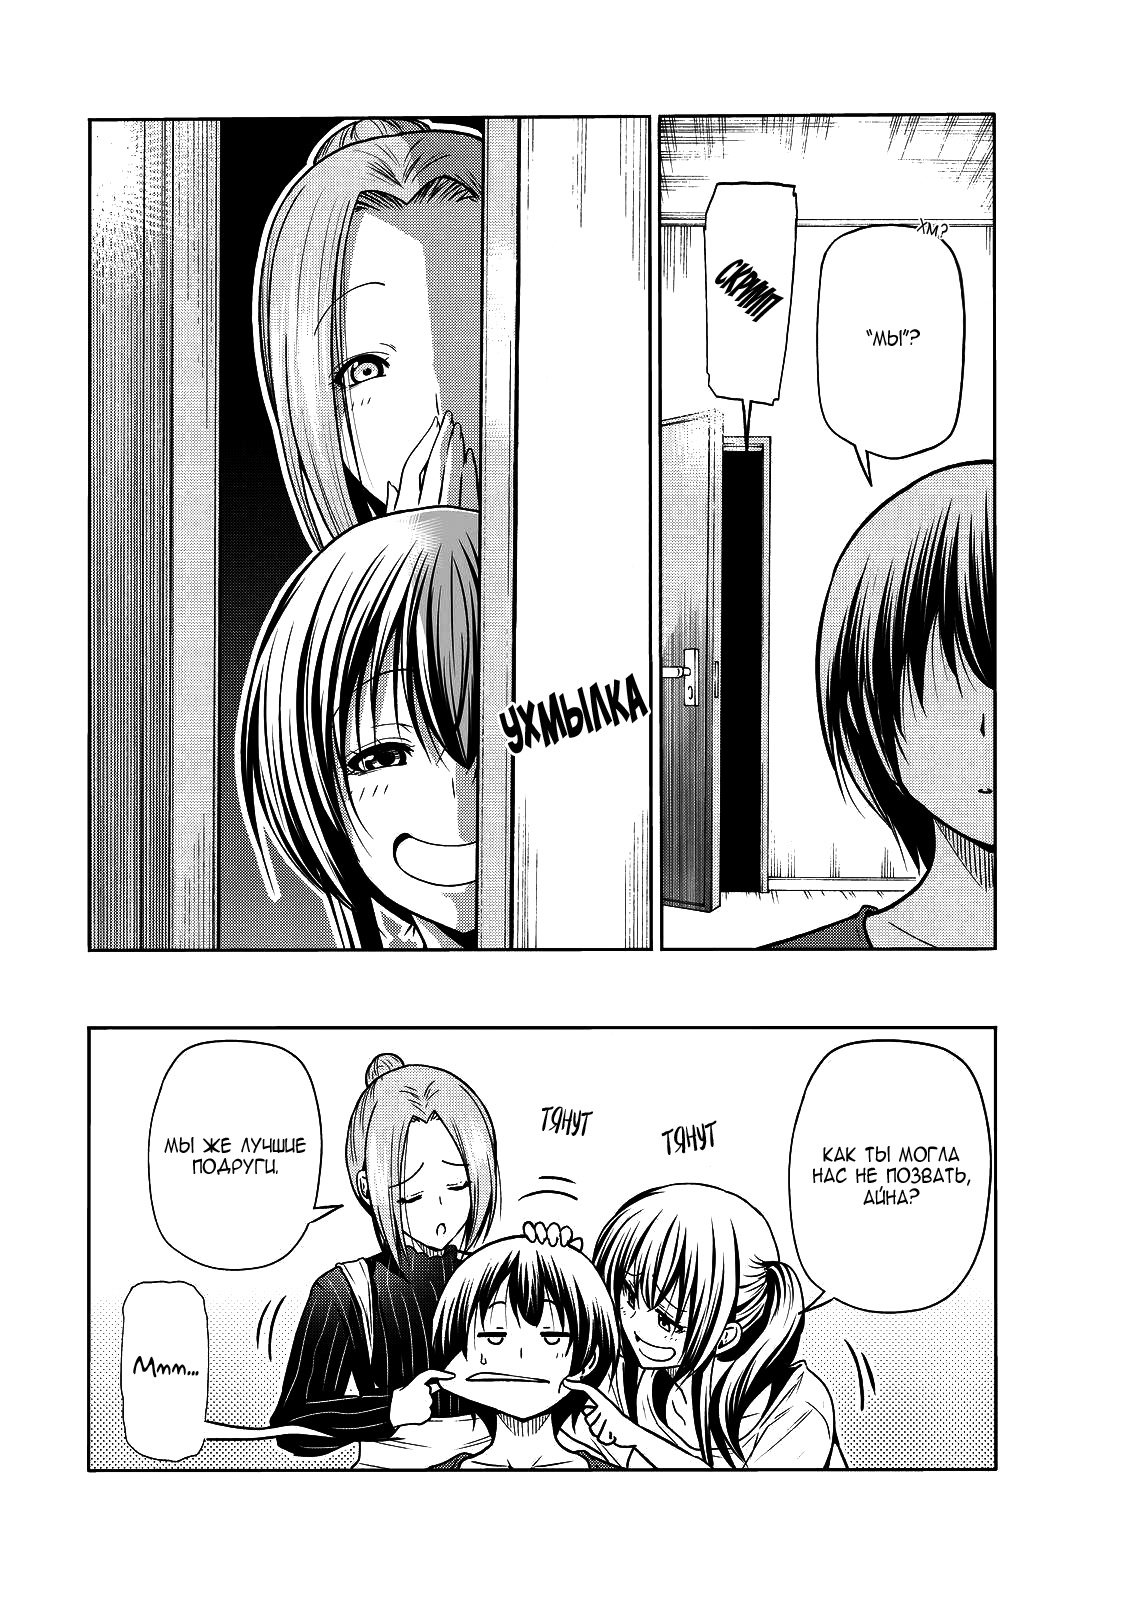 ХМ?
"МЫ"?
СКРИП
УХМЫЛКА
КАК ТЫ МОГЛА
НАС НЕ ПОЗВАТЬ,
АЙНА?
ТЯНУТ
ТЯНУТ
МЫ ЖЕ ЛУЧШИЕ
ПОДРУГИ.
Ммм...